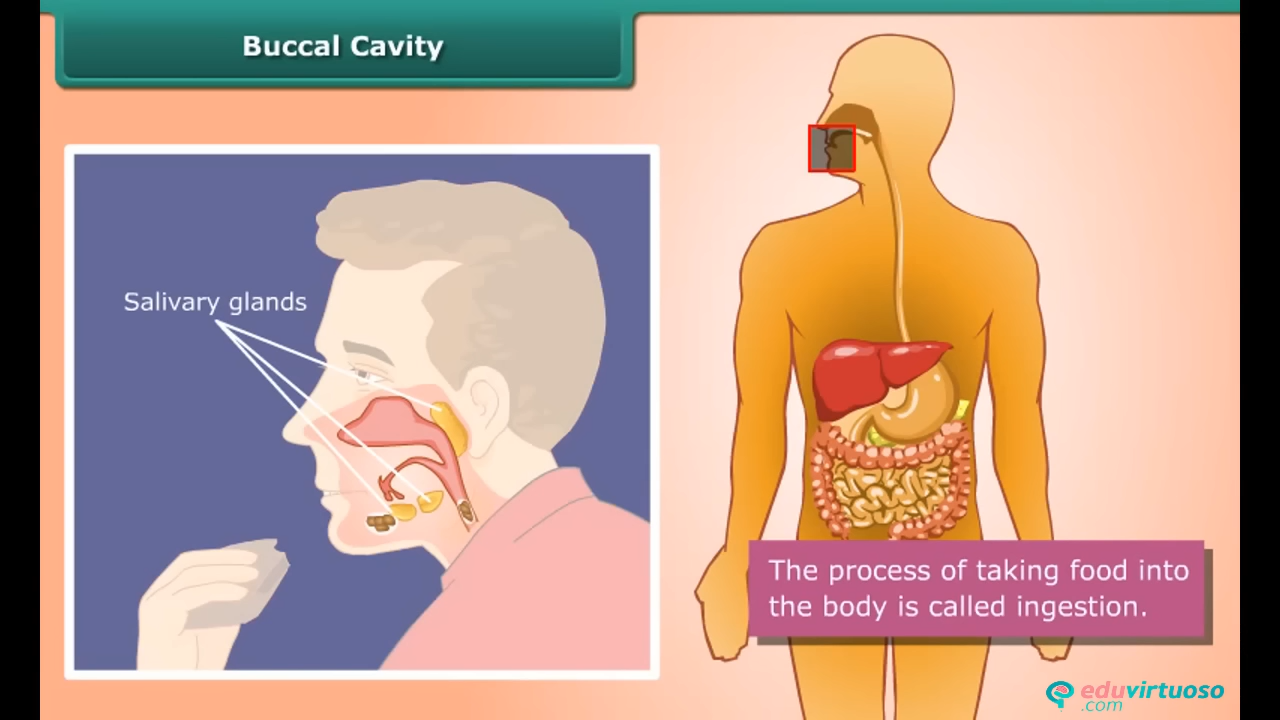 Buccal Cavity
Salivary glands
The process of taking food into
the body is called ingestion.
eduvirtuoso
.com